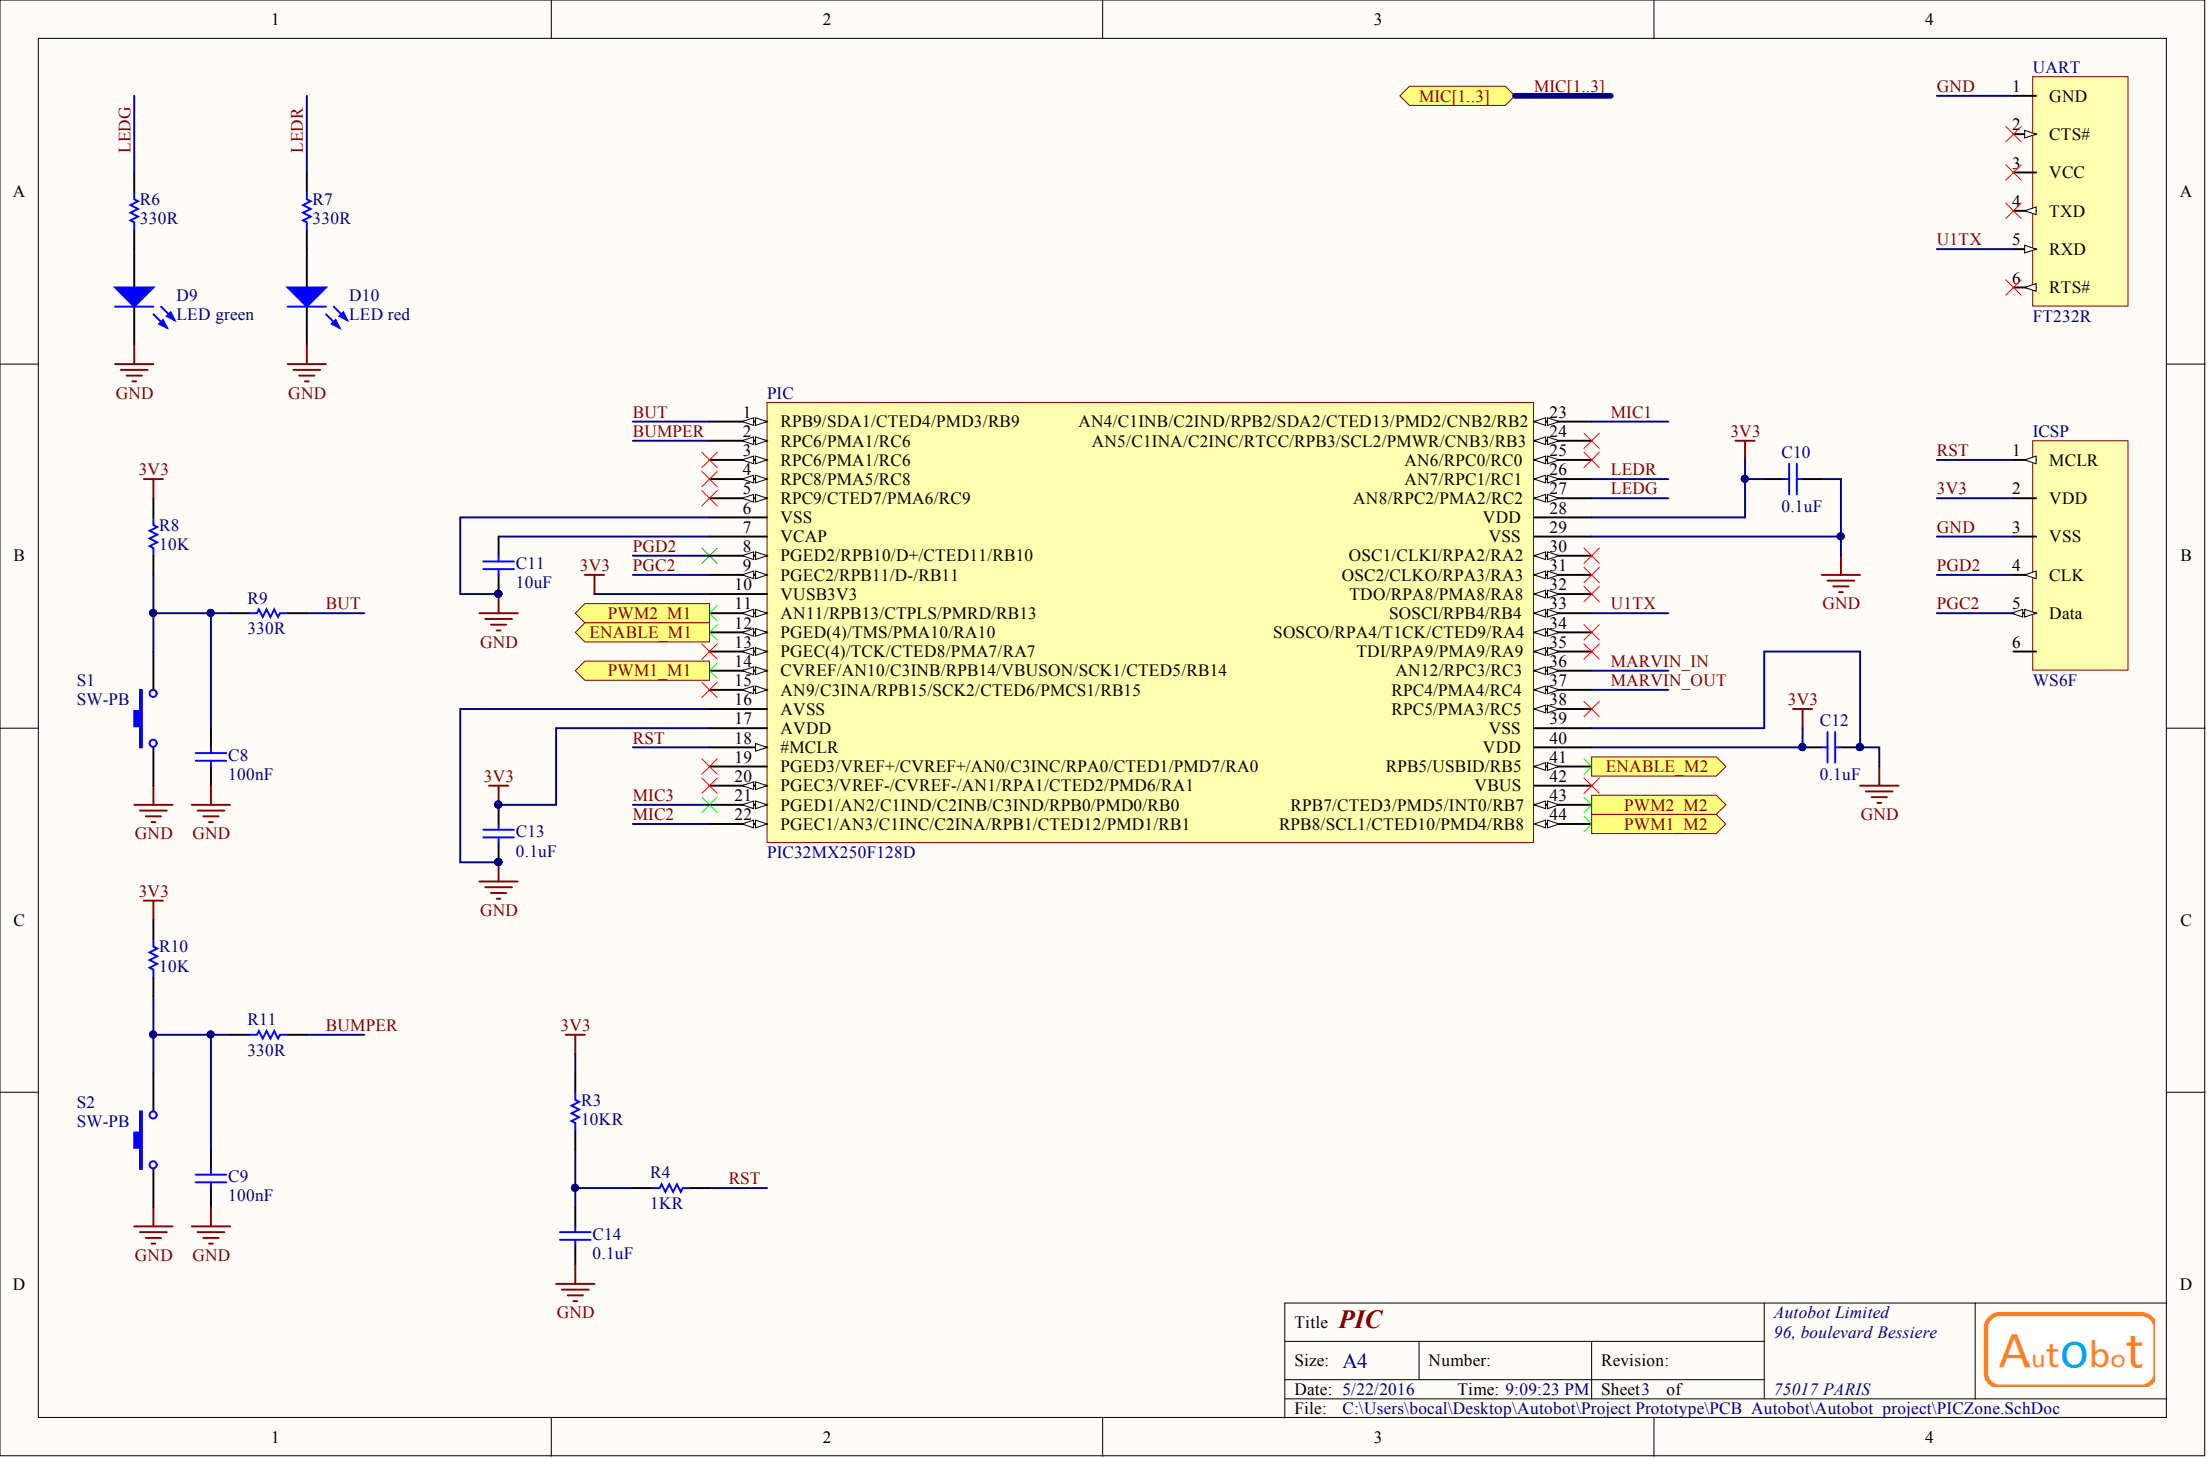 1 2 3 4
A
B
C
D
A
B
C
D
1 2 3 4
LEDG
R6
330R
D9
LED green
GND
LEDR
R7
330R
D10
LED red
GND
MIC[1..3] MIC[1..3]
UART
GND 1 GND
2 CTS#
3 VCC
4 TXD
U1TX 5 RXD
6 RTS#
FT232R
3V3
R8
10K
R9
330R
BUT
S1
SW-PB
C8
100nF
GND GND
3V3
R10
10K
R11
330R
BUMPER
S2
SW-PB
C9
100nF
GND GND
PIC
BUT 1 RPB9/SDA1/CTED4/PMD3/RB9
BUMPER 2 RPC6/PMA1/RC6
3 RPC6/PMA1/RC6
4 RPC8/PMA5/RC8
5 RPC9/CTED7/PMA6/RC9
6 VSS
7 VCAP
PGD2 8 PGED2/RPB10/D+/CTED11/RB10
PGC2 9 PGEC2/RPB11/D-/RB11
3V3 10 VUSB3V3
PWM2_M1 11 AN11/RPB13/CTPLS/PMRD/RB13
ENABLE_M1 12 PGED(4)/TMS/PMA10/RA10
13 PGEC(4)/TCK/CTED8/PMA7/RA7
PWM1_M1 14 CVREF/AN10/C3INB/RPB14/VBUSON/SCK1/CTED5/RB14
15 AN9/C3INA/RPB15/SCK2/CTED6/PMCS1/RB15
16 AVSS
17 AVDD
RST 18 #MCLR
19 PGED3/VREF+/CVREF+/AN0/C3INC/RPA0/CTED1/PMD7/RA0
20 PGEC3/VREF-/CVREF-/AN1/RPA1/CTED2/PMD6/RA1
MIC3 21 PGED1/AN2/C1IND/C2INB/C3IND/RPB0/PMD0/RB0
MIC2 22 PGEC1/AN3/C1INC/C2INA/RPB1/CTED12/PMD1/RB1
PIC32MX250F128D
C11
10uF
GND
3V3
C13
0.1uF
GND
AN4/C1INB/C2IND/RPB2/SDA2/CTED13/PMD2/CNB2/RB2 23 MIC1
AN5/C1INA/C2INC/RTCC/RPB3/SCL2/PMWR/CNB3/RB3 24
AN6/RPC0/RC0 25
AN7/RPC1/RC1 26 LEDR
AN8/RPC2/PMA2/RC2 27 LEDG
VDD 28
VSS 29
OSC1/CLKI/RPA2/RA2 30
OSC2/CLKO/RPA3/RA3 31
TDO/RPA8/PMA8/RA8 32
SOSCI/RPB4/RB4 33 U1TX
SOSCO/RPA4/T1CK/CTED9/RA4 34
TDI/RPA9/PMA9/RA9 35
AN12/RPC3/RC3 36 MARVIN_IN
RPC4/PMA4/RC4 37 MARVIN_OUT
RPC5/PMA3/RC5 38
VSS 39
VDD 40
RPB5/USBID/RB5 41 ENABLE_M2
VBUS 42
RPB7/CTED3/PMD5/INT0/RB7 43 PWM2_M2
RPB8/SCL1/CTED10/PMD4/RB8 44 PWM1_M2
3V3
C10
0.1uF
GND
3V3
C12
0.1uF
GND
ICSP
RST 1 MCLR
3V3 2 VDD
GND 3 VSS
PGD2 4 CLK
PGC2 5 Data
6
WS6F
3V3
R3
10KR
R4
1KR
RST
C14
0.1uF
GND
Title PIC
Size: A4 Number: Revision:
Date: 5/22/2016 Time: 9:09:23 PM Sheet3 of
File: C:\Users\bocal\Desktop\Autobot\Project Prototype\PCB_Autobot\Autobot_project\PICZone.SchDoc
Autobot Limited
96, boulevard Bessiere
75017 PARIS
Autobot